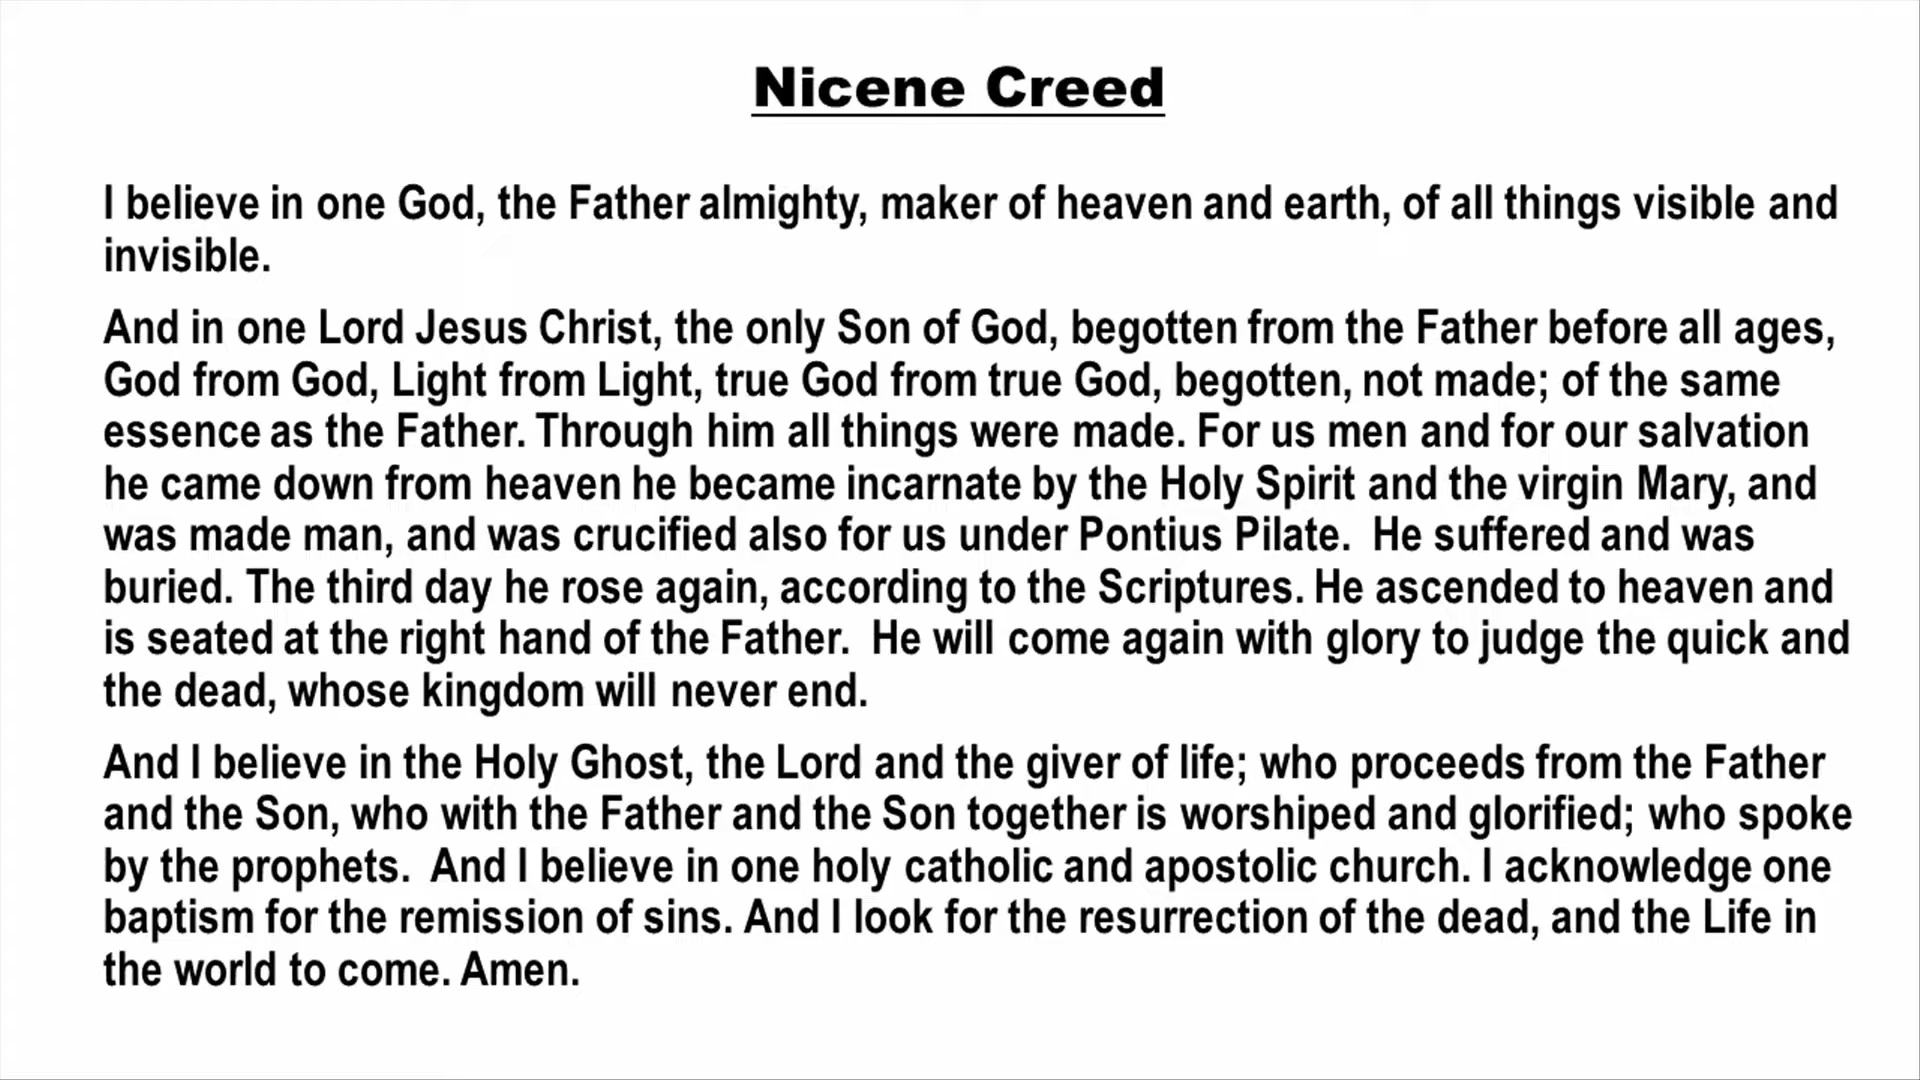 Nicene Creed
I believe in one God, the Father almighty, maker of heaven and earth, of all things visible and
invisible.
And in one Lord Jesus Christ, the only Son of God, begotten from the Father before all ages,
God from God, Light from Light, true God from true God, begotten, not made; of the same
essence as the Father. Through him all things were made. For us men and for our salvation
he came down from heaven he became incarnate by the Holy Spirit and the virgin Mary, and
was made man, and was crucified also for us under Pontius Pilate.  He suffered and was
buried. The third day he rose again, according to the Scriptures. He ascended to heaven and
is seated at the right hand of the Father.  He will come again with glory to judge the quick and
the dead, whose kingdom will never end.
And I believe in the Holy Ghost, the Lord and the giver of life; who proceeds from the Father
and the Son, who with the Father and the Son together is worshiped and glorified; who spoke
by the prophets.  And I believe in one holy catholic and apostolic church. I acknowledge one
baptism for the remission of sins. And I look for the resurrection of the dead, and the Life in
the world to come. Amen.